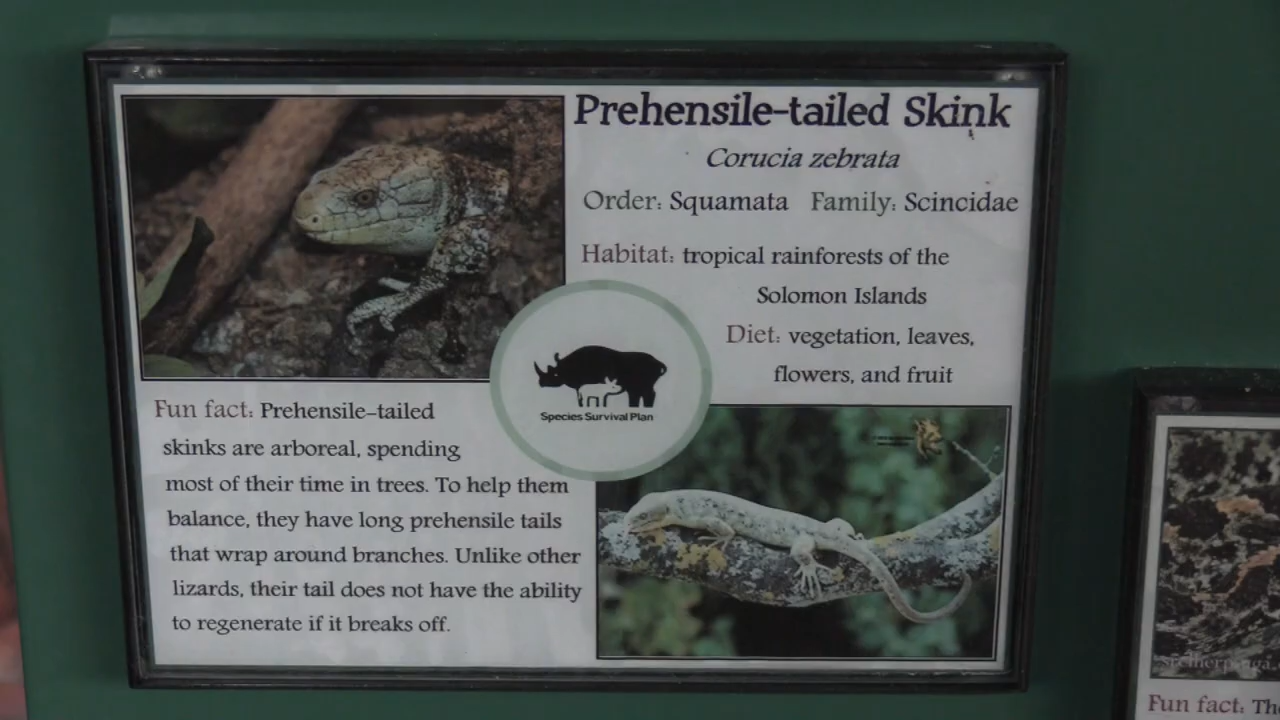 Prehensile-tailed Skink
Corucia zebrata
Order: Squamata Family: Scincidae
Habitat: tropical rainforests of the
Solomon Islands
Diet: vegetation, leaves,
flowers, and fruit
Species Survival Plan
Fun fact: Prehensile-tailed
skinks are arboreal, spending
most of their time in trees. To help them
balance, they have long prehensile tails
that wrap around branches. Unlike other
lizards, their tail does not have the ability
to regenerate if it breaks off.
Fun fact: